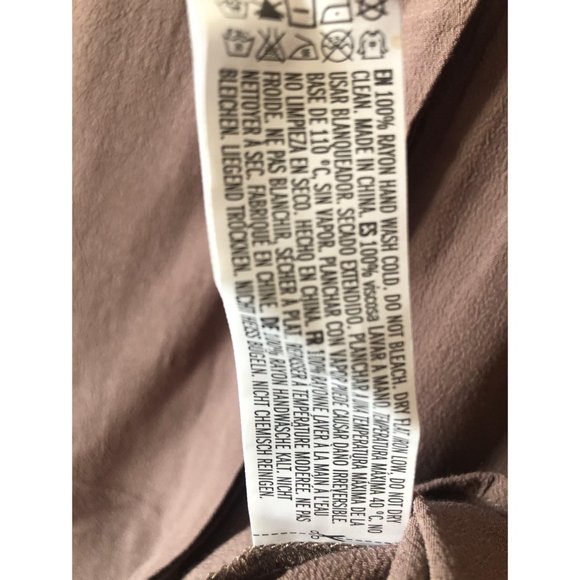 EN 100% RAYON HAND WASH COLD. DO NOT BLEACH. DRY FLAT. IRON LOW. DO NOT DRY
CLEAN. MADE IN CHINA. ES 100% viscosa LAVAR A MANO TEMPERATURA MAXIMA 40 ºC. NO
USAR BLANQUEADOR. SECADO EXTENDIDO. PLANCHAR A UNA TEMPERATURA MAXIMA DE LA
BASE DE 110 ºC, SIN VAPOR. PLANCHAR CON VAPOR PUEDE CAUSAR DAÑO IRREVERSIBLE.
NO LIMPIEZA EN SECO. HECHO EN CHINA. FR 100% RAYONNE LAVER À LA MAIN À L'EAU
FROIDE. NE PAS BLANCHIR. SÉCHER À PLAT. REPASSER À TEMPÉRATURE MODÉRÉE. NE PAS
NETTOYER À SEC. FABRIQUÉ EN CHINE. DE 100% RAYON HANDWÄSCHE KALT. NICHT
BLEICHEN. LIEGEND TROCKNEN. NICHT HEISS BÜGELN. NICHT CHEMISCH REINIGEN.